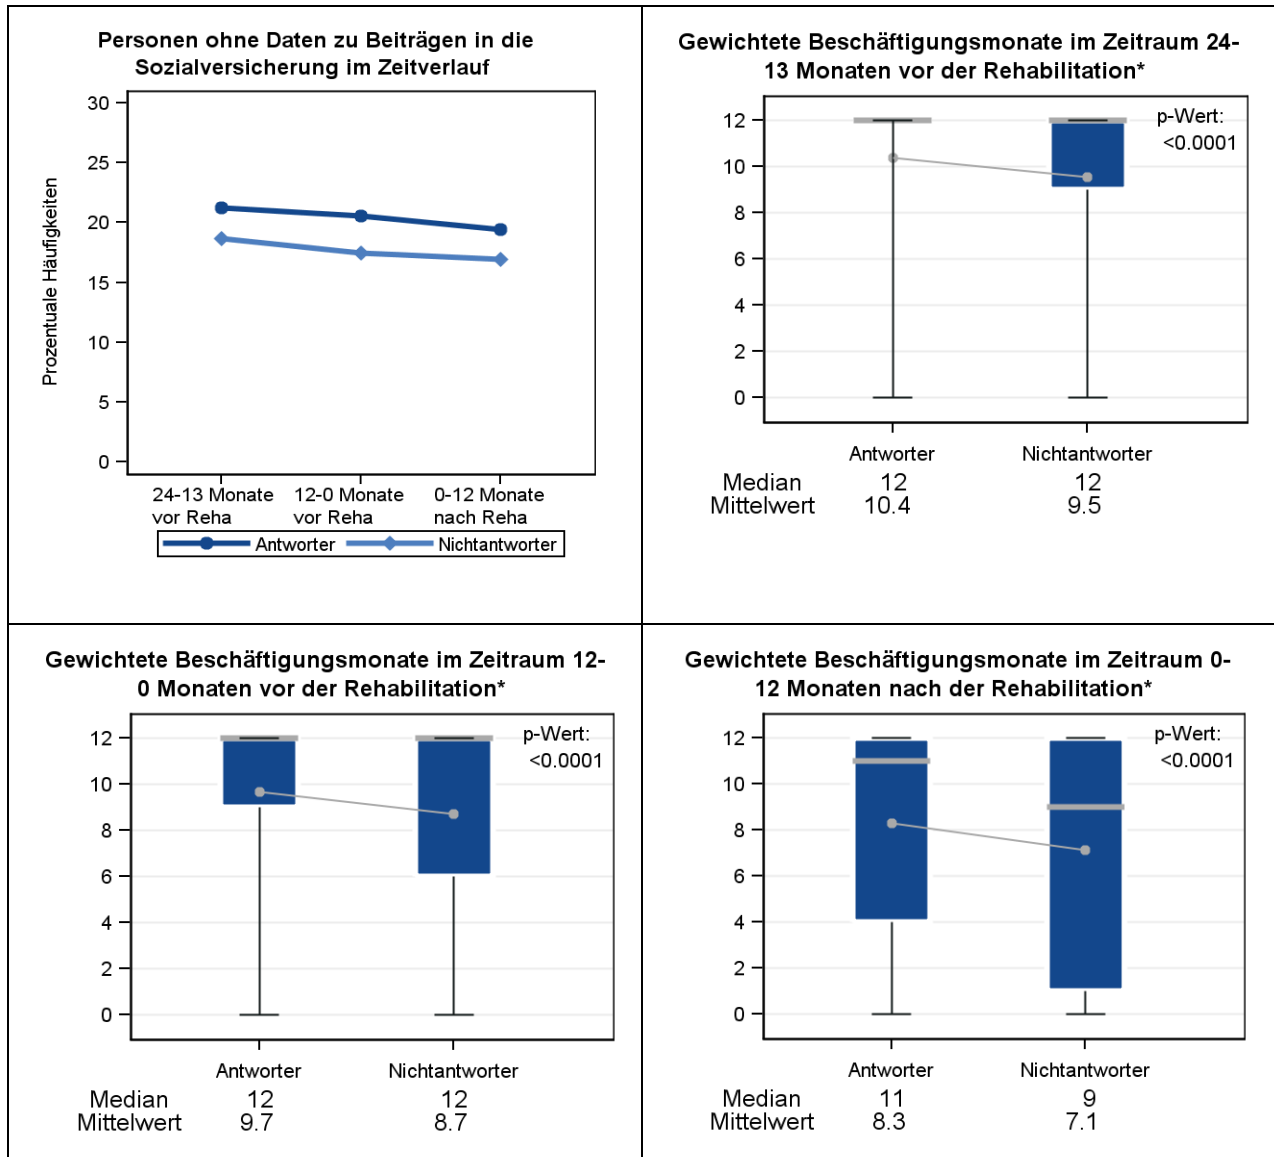 Personen ohne Daten zu Beiträgen in die
Sozialversicherung im Zeitverlauf
Prozentuale Häufigkeiten
30
25
20
15
10
5
0
24-13 Monate 12-0 Monate 0-12 Monate
vor Reha vor Reha nach Reha
Antworter Nichtantworter
Gewichtete Beschäftigungsmonate im Zeitraum 24-
13 Monaten vor der Rehabilitation*
p-Wert:
<0.0001
12
10
8
6
4
2
0
Antworter Nichtantworter
Median 12 12
Mittelwert 10.4 9.5
Gewichtete Beschäftigungsmonate im Zeitraum 12-
0 Monaten vor der Rehabilitation*
p-Wert:
<0.0001
12
10
8
6
4
2
0
Antworter Nichtantworter
Median 12 12
Mittelwert 9.7 8.7
Gewichtete Beschäftigungsmonate im Zeitraum 0-
12 Monaten nach der Rehabilitation*
p-Wert:
<0.0001
12
10
8
6
4
2
0
Antworter Nichtantworter
Median 11 9
Mittelwert 8.3 7.1